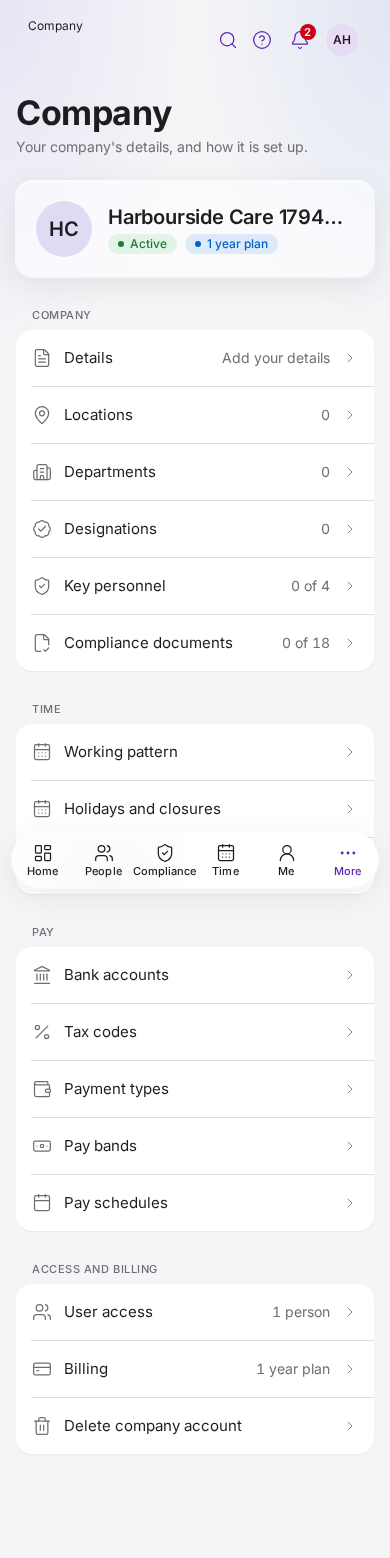 Company
2
AH
Company
Your company's details, and how it is set up.
HC
Harbourside Care 1794...
Active
1 year plan
COMPANY
Details
Add your details
Locations
0
Departments
0
Designations
0
Key personnel
0 of 4
Compliance documents
0 of 18
TIME
Working pattern
Holidays and closures
Home
People
Compliance
Time
Me
More
PAY
Bank accounts
Tax codes
Payment types
Pay bands
Pay schedules
ACCESS AND BILLING
User access
1 person
Billing
1 year plan
Delete company account